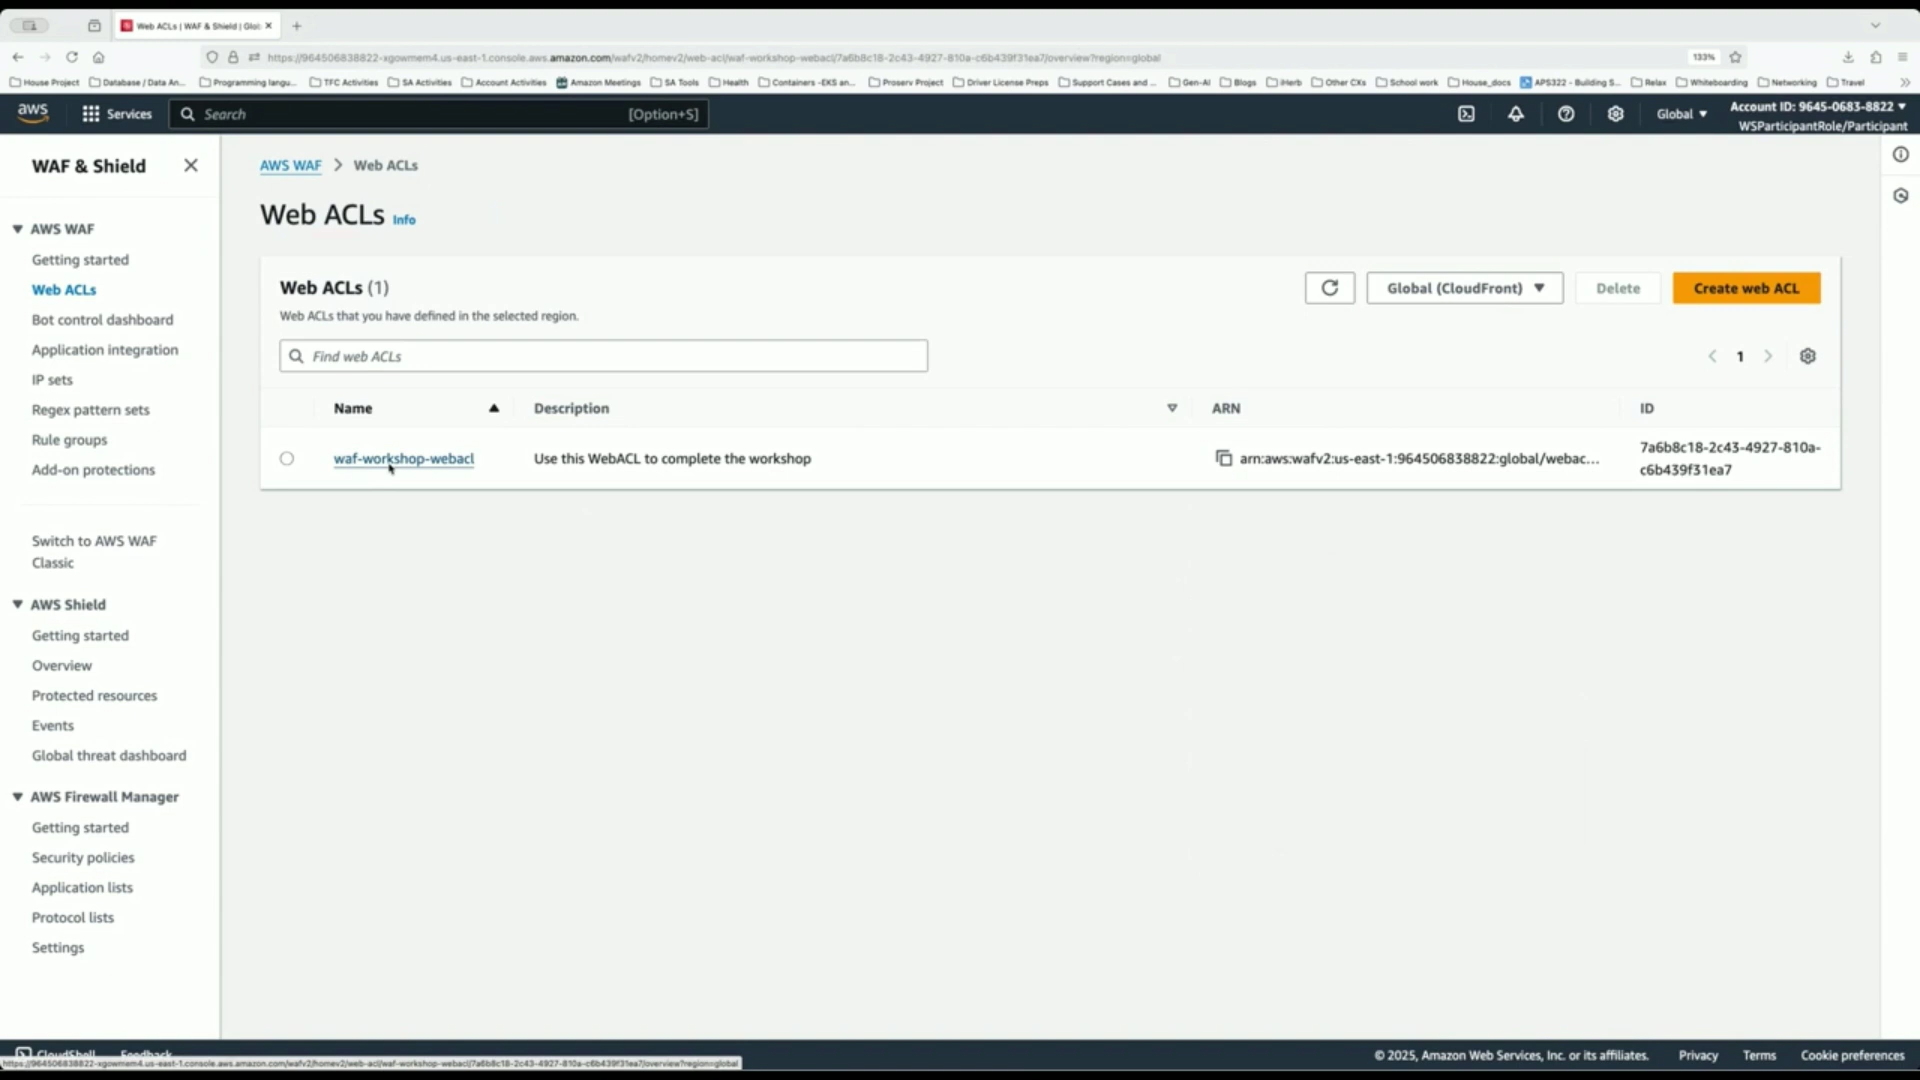 Web ACLs | WAF & Shield | Glol
https://964506838822-xgowmem4.us-east-1.console.aws.amazon.com/wafv2/homev2/web-acl/waf-workshop-webacl/7a6b8c18-2c43-4927-810a-c6b439f31ea7/overview?region=global
133%
House Project Database / Data An... Programming langu... TFC Activities SA Activities Account Activities Amazon Meetings SA Tools Health Containers -EKS an... Proserv Project Driver License Preps Support Cases and ... Gen-AI Blogs iHerb Other CXs School work House_docs APS322 - Building S... Relax Whiteboarding Networking Travel
aws Services Search [Option+S] Global Account ID: 9645-0683-8822
WSParticipantRole/Participant
WAF & Shield
AWS WAF
Getting started
Web ACLs
Bot control dashboard
Application integration
IP sets
Regex pattern sets
Rule groups
Add-on protections
Switch to AWS WAF
Classic
AWS Shield
Getting started
Overview
Protected resources
Events
Global threat dashboard
AWS Firewall Manager
Getting started
Security policies
Application lists
Protocol lists
Settings
AWS WAF > Web ACLs
Web ACLs Info
Web ACLs (1)
Web ACLs that you have defined in the selected region.
Global (CloudFront) Delete Create web ACL
Find web ACLs
1
Name Description ARN ID
waf-workshop-webacl Use this WebACL to complete the workshop arn:aws:wafv2:us-east-1:964506838822:global/webac... 7a6b8c18-2c43-4927-810a-
c6b439f31ea7
CloudShell Feedback
© 2025, Amazon Web Services, Inc. or its affiliates. Privacy Terms Cookie preferences
https://964506838822-xgowmem4.us-east-1.console.aws.amazon.com/wafv2/homev2/web-acl/waf-workshop-webacl/7a6b8c18-2c43-4927-810a-c6b439f31ea7/overview?region=global